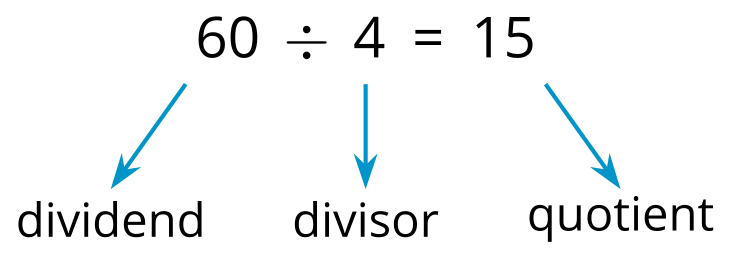 60 ÷ 4 = 15
dividend divisor quotient